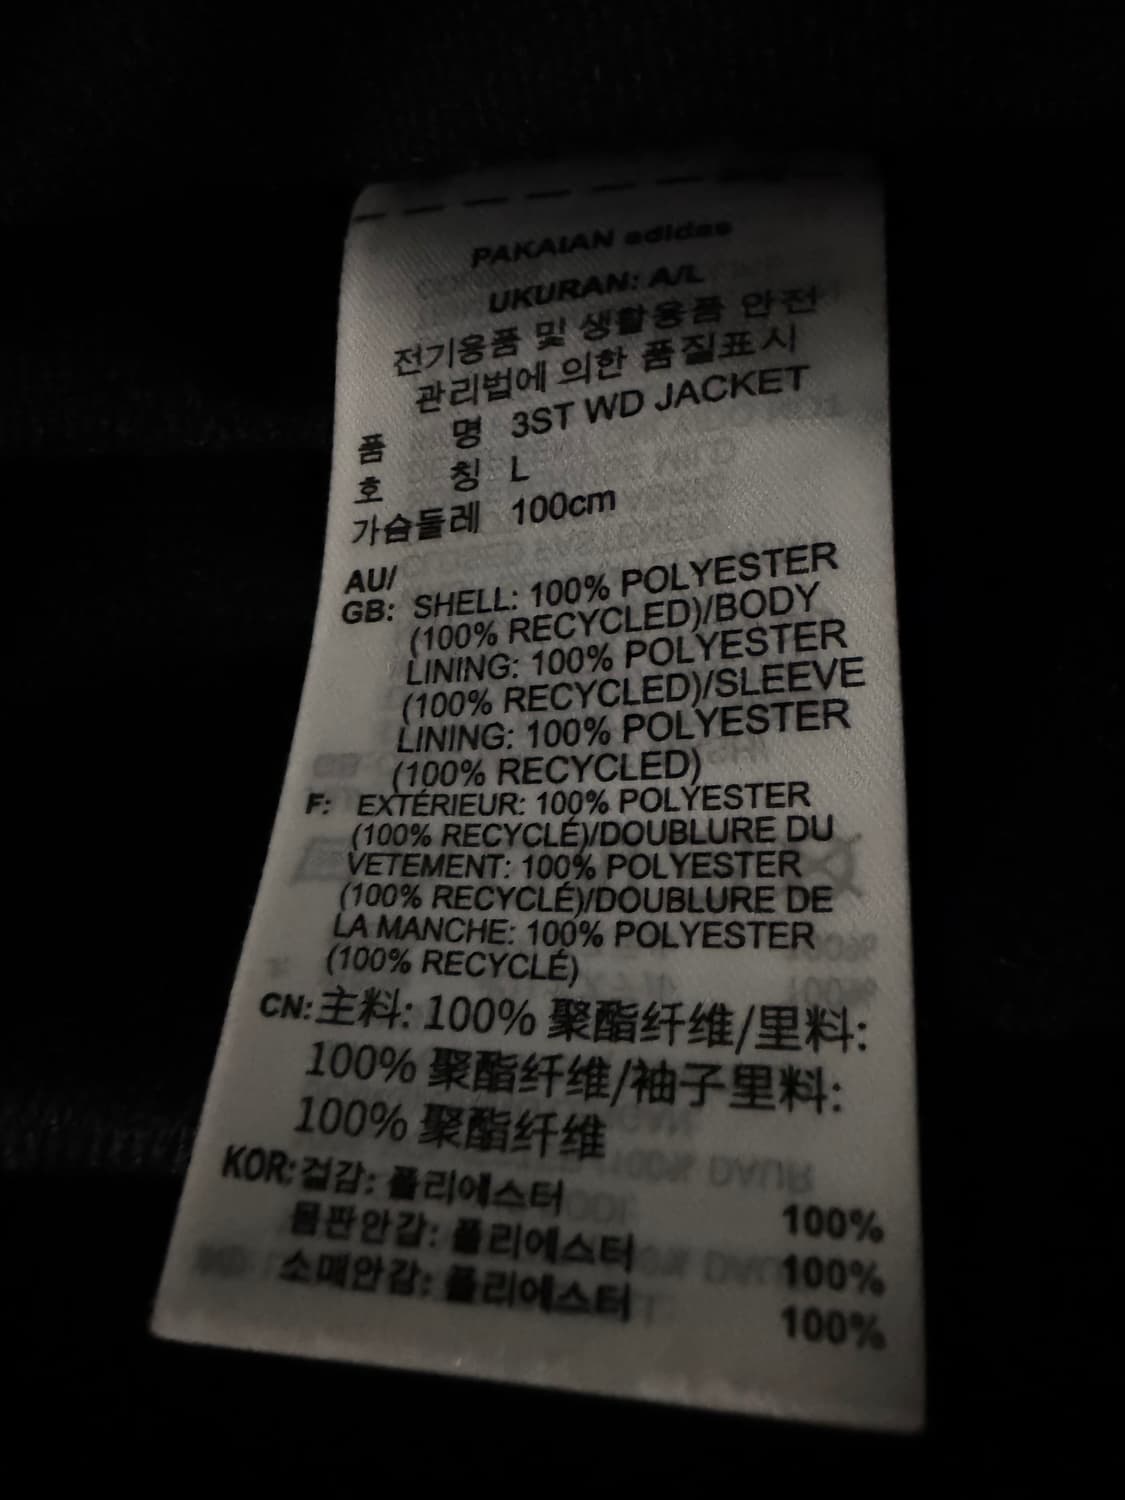 PAKAIAN adidas
UKURAN: A/L
전기용품 및 생활용품 안전
관리법에 의한 품질표시
품 명 3ST WD JACKET
호 칭 L
가슴둘레 100cm
AU/
GB: SHELL: 100% POLYESTER
(100% RECYCLED)/BODY
LINING: 100% POLYESTER
(100% RECYCLED)/SLEEVE
LINING: 100% POLYESTER
(100% RECYCLED)
F: EXTÉRIEUR: 100% POLYESTER
(100% RECYCLÉ)/DOUBLURE DU
VETEMENT: 100% POLYESTER
(100% RECYCLÉ)/DOUBLURE DE
LA MANCHE: 100% POLYESTER
(100% RECYCLÉ)
CN: 主料: 100% 聚酯纤维/里料:
100% 聚酯纤维/袖子里料:
100% 聚酯纤维
KOR: 겉감: 폴리에스터 100%
몸판안감: 폴리에스터 100%
소매안감: 폴리에스터 100%